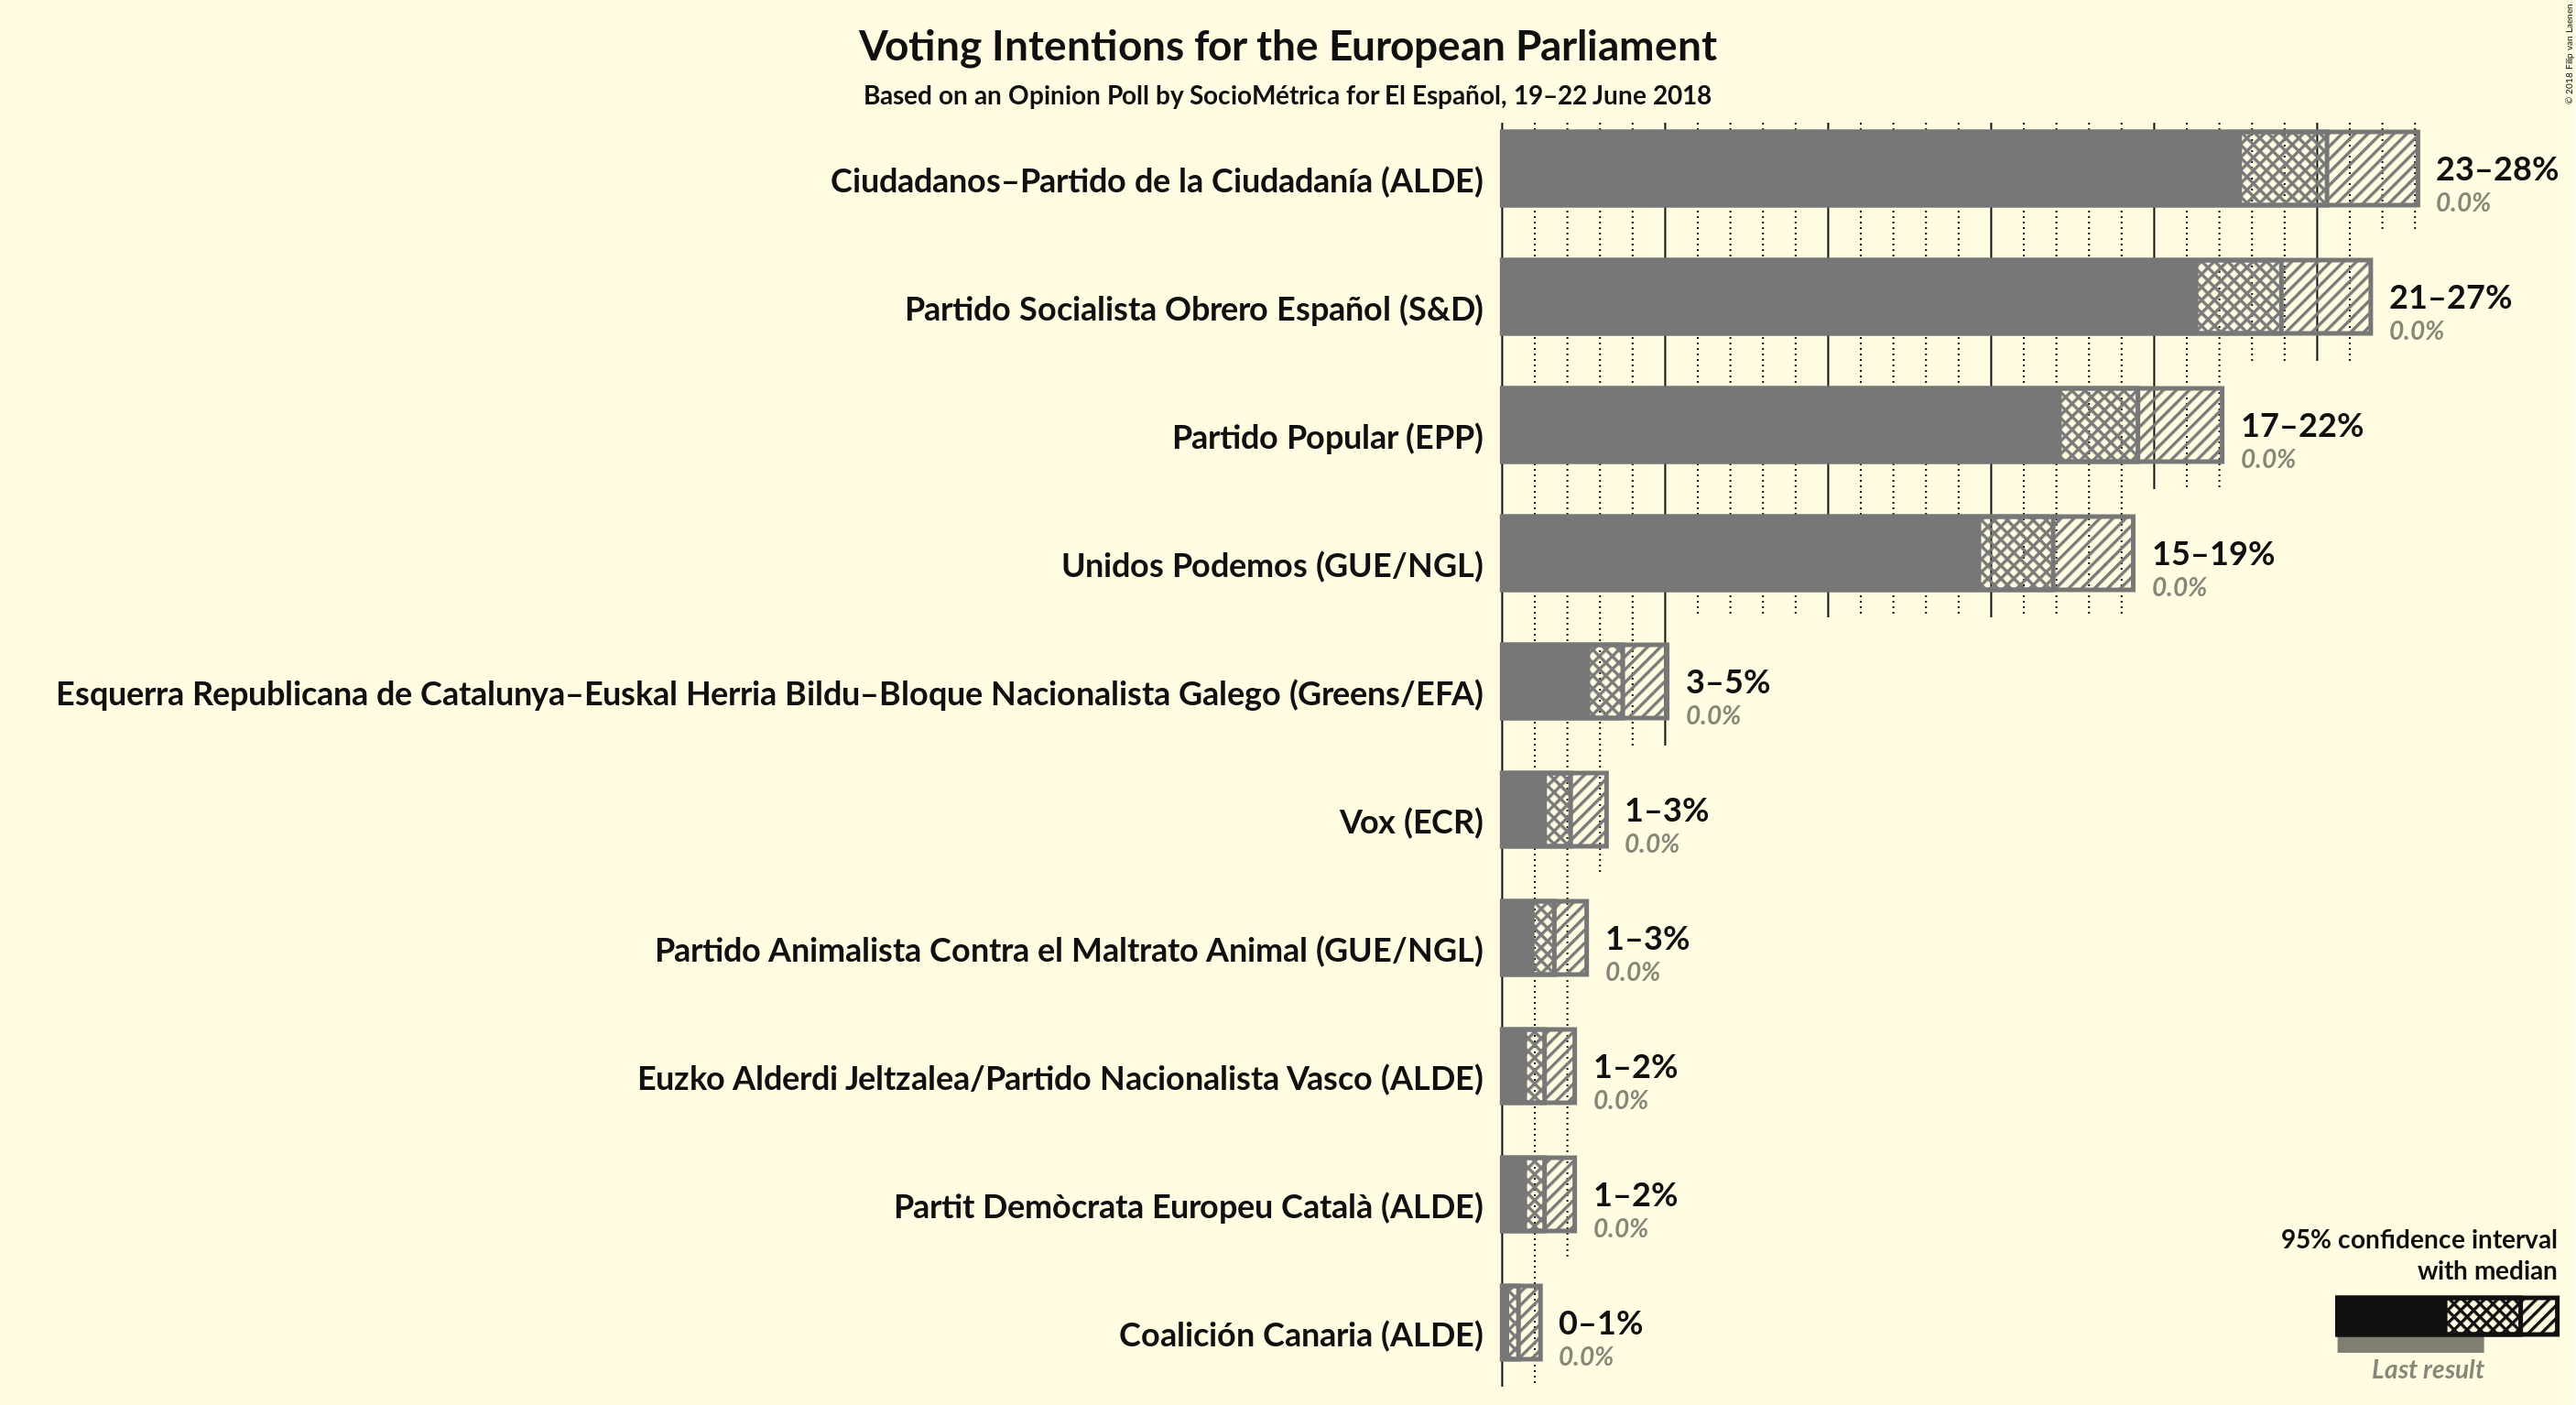 Voting Intentions for the European Parliament
Based on an Opinion Poll by SocioMétrica for El Español, 19–22 June 2018
© 2018 Filip van Laenen
Ciudadanos–Partido de la Ciudadanía (ALDE)
23–28%
0.0%
Partido Socialista Obrero Español (S&D)
21–27%
0.0%
Partido Popular (EPP)
17–22%
0.0%
Unidos Podemos (GUE/NGL)
15–19%
0.0%
Esquerra Republicana de Catalunya–Euskal Herria Bildu–Bloque Nacionalista Galego (Greens/EFA)
3–5%
0.0%
Vox (ECR)
1–3%
0.0%
Partido Animalista Contra el Maltrato Animal (GUE/NGL)
1–3%
0.0%
Euzko Alderdi Jeltzalea/Partido Nacionalista Vasco (ALDE)
1–2%
0.0%
Partit Demòcrata Europeu Català (ALDE)
1–2%
0.0%
Coalición Canaria (ALDE)
0–1%
0.0%
95% confidence interval
with median
Last result